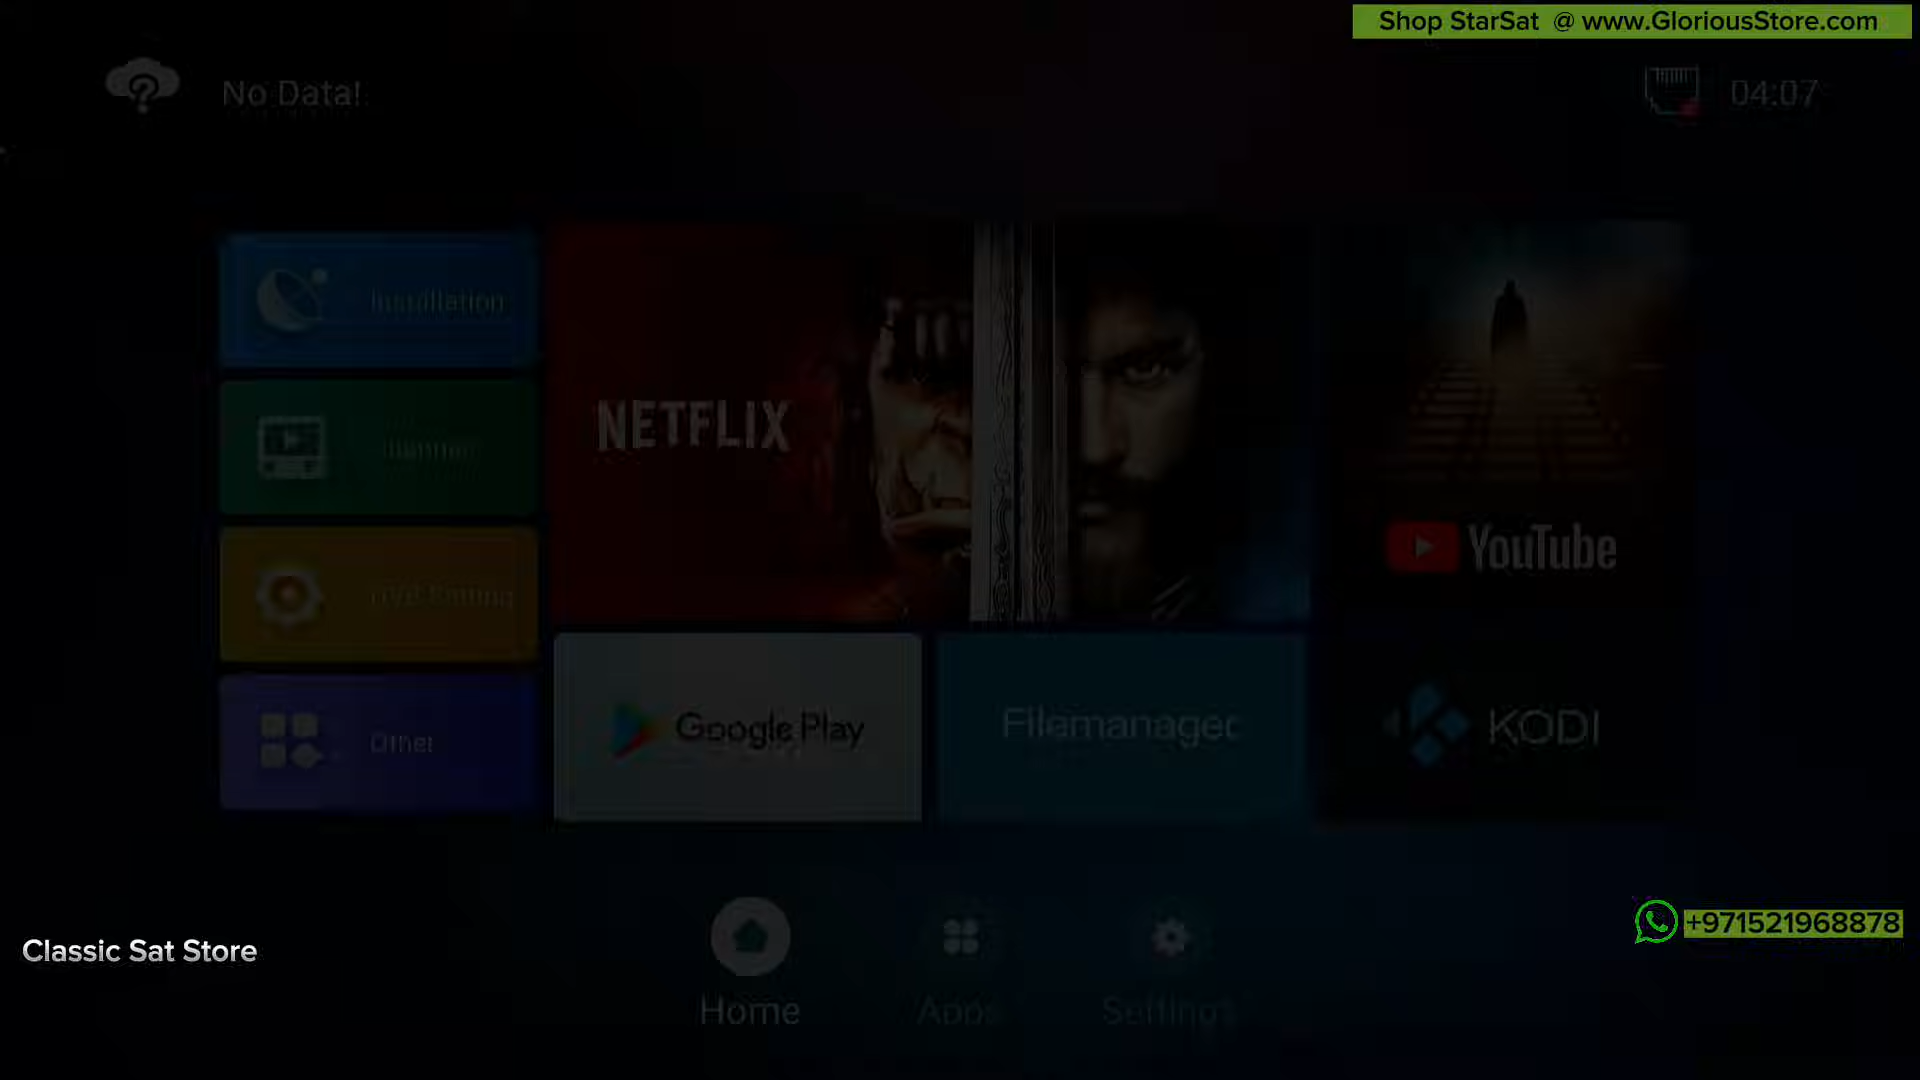 Shop StarSat @ www.GloriousStore.com
No Data!
04:07
Installation
NETFLIX
YouTube
Other
Google Play
Filemanager
KODI
+971521968878
Classic Sat Store
Home
Apps
Settings